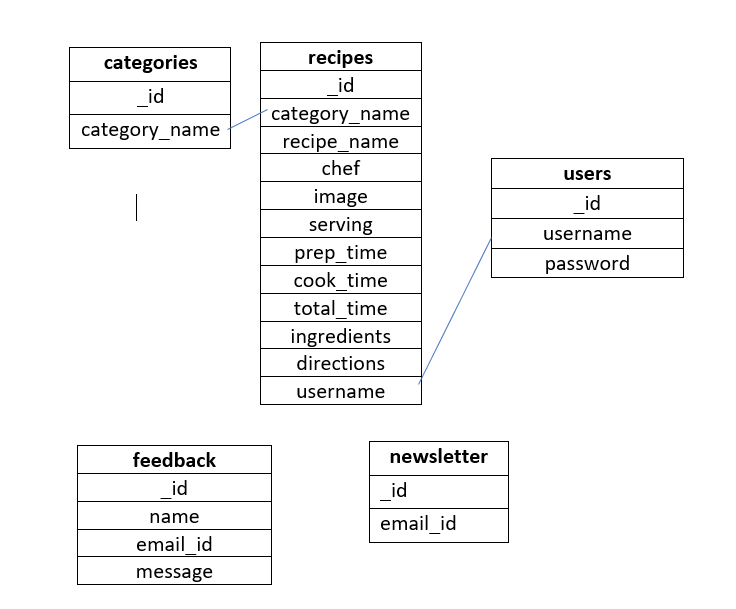 categories
_id
category_name
recipes
_id
category_name
recipe_name
chef
image
serving
prep_time
cook_time
total_time
ingredients
directions
username
users
_id
username
password
feedback
_id
name
email_id
message
newsletter
_id
email_id